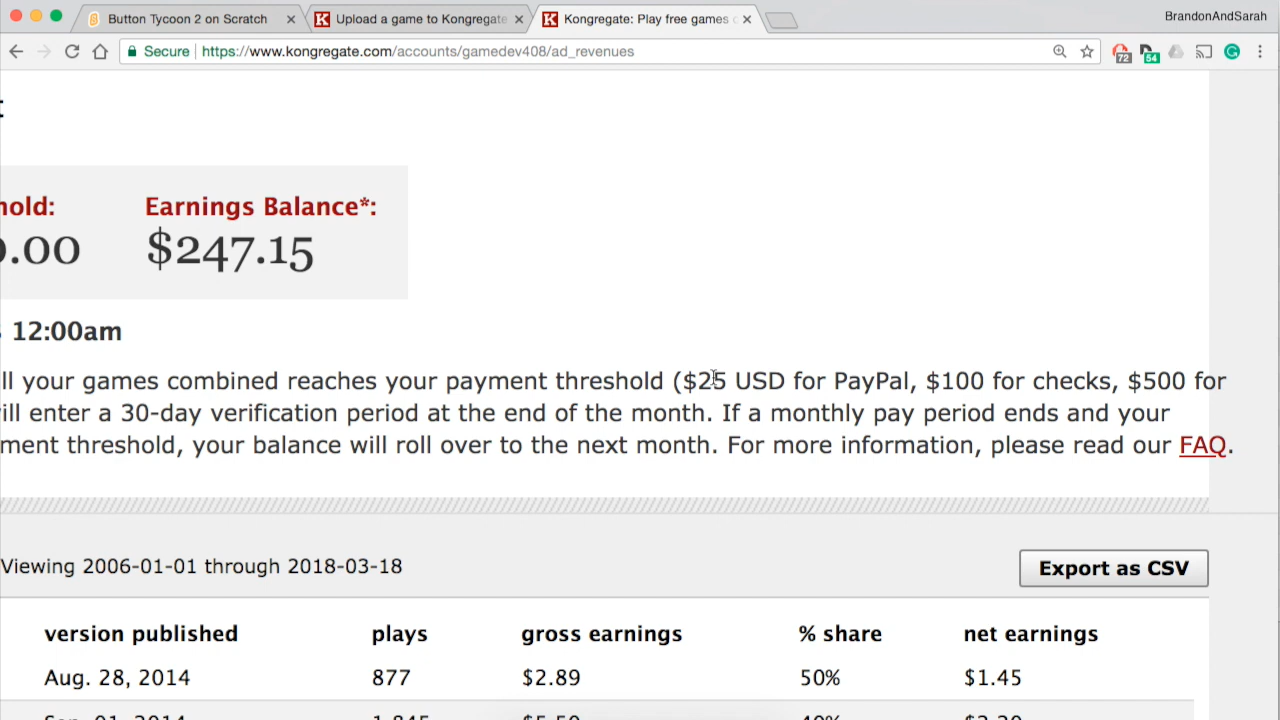 Button Tycoon 2 on Scratch
Upload a game to Kongregate
Kongregate: Play free games
BrandonAndSarah
Secure https://www.kongregate.com/accounts/gamedev408/ad_revenues
72
54
hold: Earnings Balance*:
.00 $247.15
12:00am
ll your games combined reaches your payment threshold ($25 USD for PayPal, $100 for checks, $500 for
ill enter a 30-day verification period at the end of the month. If a monthly pay period ends and your
ment threshold, your balance will roll over to the next month. For more information, please read our FAQ.
Viewing 2006-01-01 through 2018-03-18
Export as CSV
version published plays gross earnings % share net earnings
Aug. 28, 2014 877 $2.89 50% $1.45